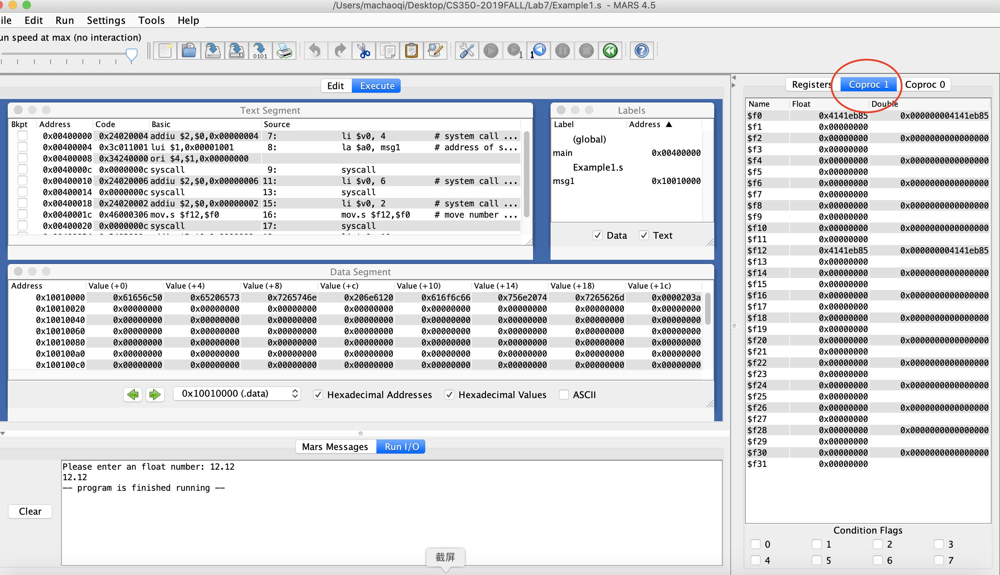 /Users/machaoqi/Desktop/CS350-2019FALL/Lab7/Example1.s - MARS 4.5
ile Edit Run Settings Tools Help
un speed at max (no interaction)
0101
1
1
Edit Execute
Registers Coproc 1 Coproc 0
Text Segment
Bkpt Address Code Basic Source
0x00400000 0x24020004 addiu $2,$0,0x00000004 7: li $v0, 4 # system call ...
0x00400004 0x3c011001 lui $1,0x00001001 8: la $a0, msg1 # address of s...
0x00400008 0x34240000 ori $4,$1,0x00000000
0x0040000c 0x0000000c syscall 9: syscall
0x00400010 0x24020006 addiu $2,$0,0x00000006 11: li $v0, 6 # system call ...
0x00400014 0x0000000c syscall 13: syscall
0x00400018 0x24020002 addiu $2,$0,0x00000002 15: li $v0, 2 # system call ...
0x0040001c 0x46000306 mov.s $f12,$f0 16: mov.s $f12,$f0 # move number ...
0x00400020 0x0000000c syscall 17: syscall
Labels
Label Address ▲
(global)
main 0x00400000
Example1.s
msg1 0x10010000
Data Text
Data Segment
Address Value (+0) Value (+4) Value (+8) Value (+c) Value (+10) Value (+14) Value (+18) Value (+1c)
0x10010000 0x61656c50 0x65206573 0x7265746e 0x206e6120 0x616f6c66 0x756e2074 0x7265626d 0x0000203a
0x10010020 0x00000000 0x00000000 0x00000000 0x00000000 0x00000000 0x00000000 0x00000000 0x00000000
0x10010040 0x00000000 0x00000000 0x00000000 0x00000000 0x00000000 0x00000000 0x00000000 0x00000000
0x10010060 0x00000000 0x00000000 0x00000000 0x00000000 0x00000000 0x00000000 0x00000000 0x00000000
0x10010080 0x00000000 0x00000000 0x00000000 0x00000000 0x00000000 0x00000000 0x00000000 0x00000000
0x100100a0 0x00000000 0x00000000 0x00000000 0x00000000 0x00000000 0x00000000 0x00000000 0x00000000
0x100100c0 0x00000000 0x00000000 0x00000000 0x00000000 0x00000000 0x00000000 0x00000000 0x00000000
0x10010000 (.data) Hexadecimal Addresses Hexadecimal Values ASCII
Mars Messages Run I/O
Please enter an float number: 12.12
12.12
-- program is finished running --
Clear
截屏
Name Float Double
$f0 0x4141eb85 0x000000004141eb85
$f1 0x00000000
$f2 0x00000000 0x0000000000000000
$f3 0x00000000
$f4 0x00000000 0x0000000000000000
$f5 0x00000000
$f6 0x00000000 0x0000000000000000
$f7 0x00000000
$f8 0x00000000 0x0000000000000000
$f9 0x00000000
$f10 0x00000000 0x0000000000000000
$f11 0x00000000
$f12 0x4141eb85 0x000000004141eb85
$f13 0x00000000
$f14 0x00000000 0x0000000000000000
$f15 0x00000000
$f16 0x00000000 0x0000000000000000
$f17 0x00000000
$f18 0x00000000 0x0000000000000000
$f19 0x00000000
$f20 0x00000000 0x0000000000000000
$f21 0x00000000
$f22 0x00000000 0x0000000000000000
$f23 0x00000000
$f24 0x00000000 0x0000000000000000
$f25 0x00000000
$f26 0x00000000 0x0000000000000000
$f27 0x00000000
$f28 0x00000000 0x0000000000000000
$f29 0x00000000
$f30 0x00000000 0x0000000000000000
$f31 0x00000000
Condition Flags
0 1 2 3
4 5 6 7